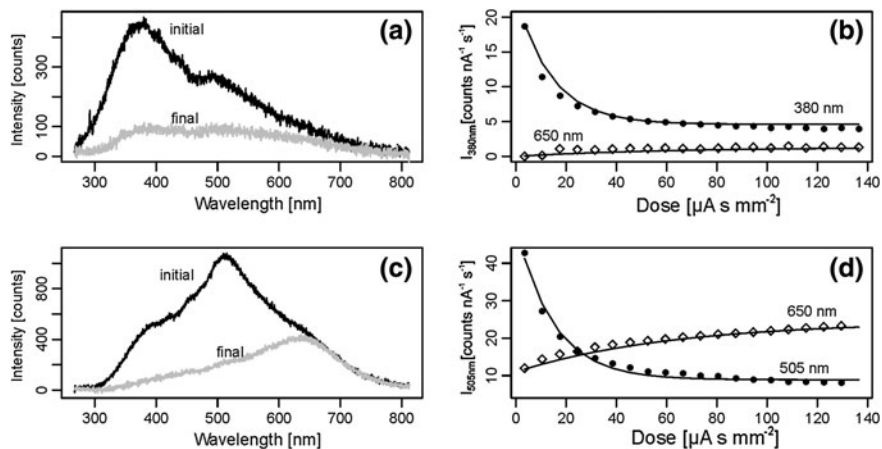 (a)
initial
final
Intensity [counts]
0 100 300
300 400 500 600 700 800
Wavelength [nm]
(b)
380 nm
650 nm
I380nm[counts nA⁻¹ s⁻¹]
0 5 10 15 20
0 20 40 60 80 100 120 140
Dose [µA s mm⁻²]
(c)
initial
final
Intensity [counts]
0 400 800
300 400 500 600 700 800
Wavelength [nm]
(d)
650 nm
505 nm
I505nm[counts nA⁻¹ s⁻¹]
10 20 30 40
0 20 40 60 80 100 120 140
Dose [µA s mm⁻²]